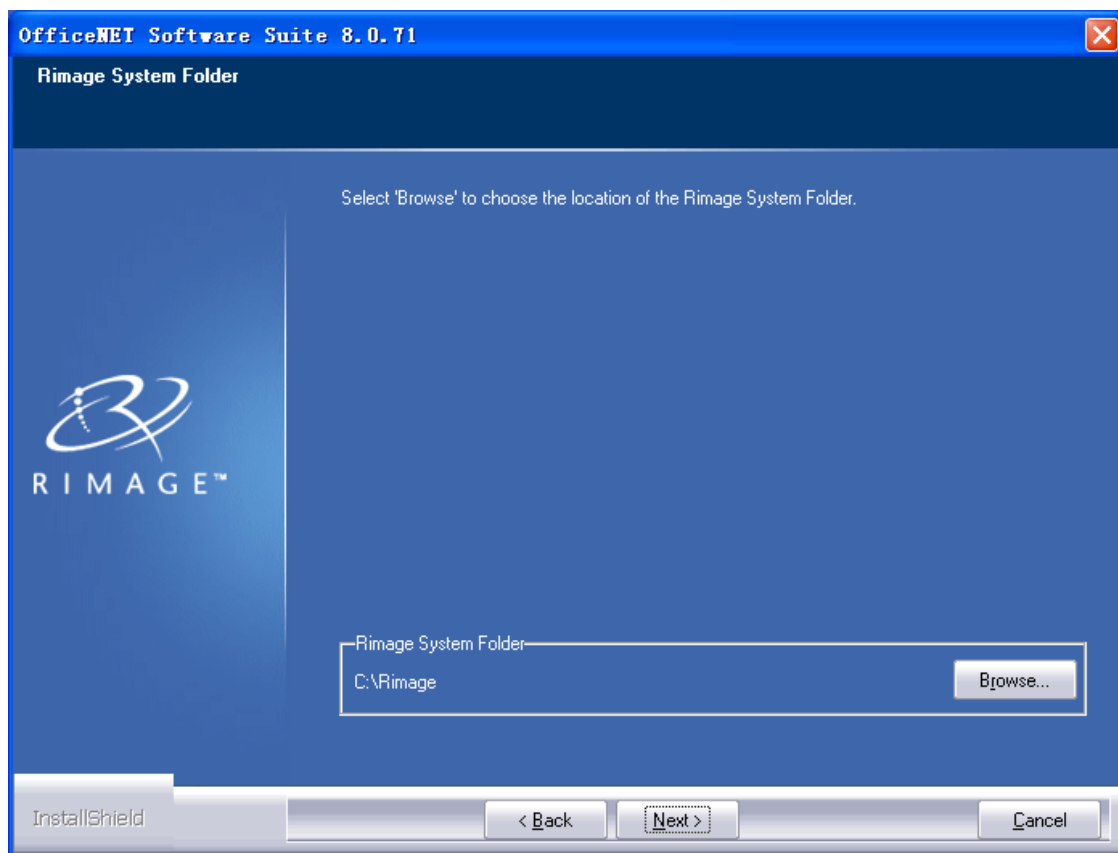 OfficeNET Software Suite 8.0.71
Rimage System Folder
Select 'Browse' to choose the location of the Rimage System Folder.
RIMAGE™
Rimage System Folder
C:\Rimage
Browse...
InstallShield
< Back
Next >
Cancel